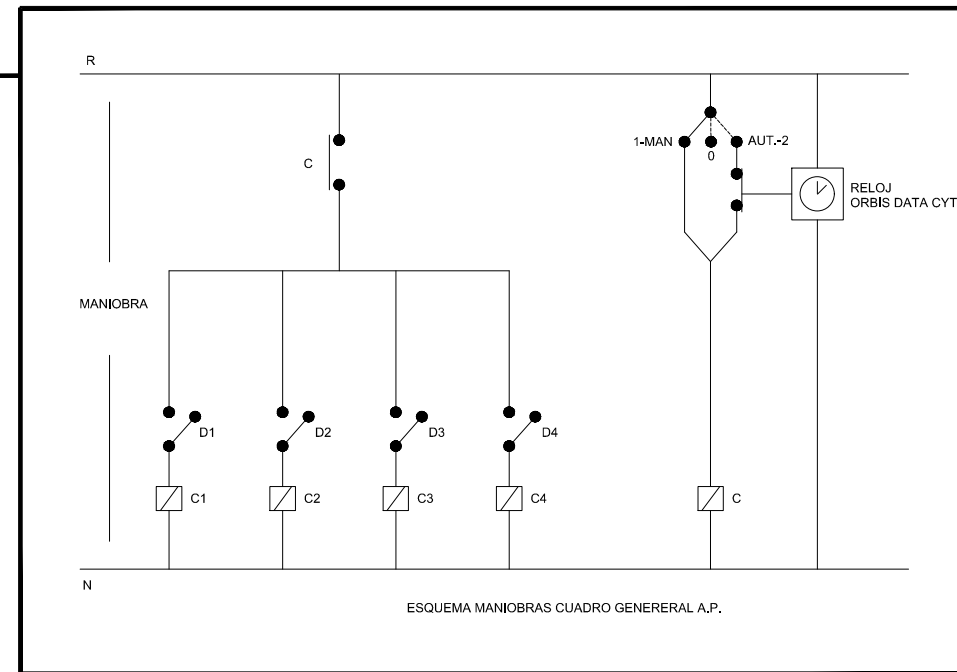 R
C
1-MAN
0
AUT.-2
RELOJ
ORBIS DATA CYT
MANIOBRA
D1
D2
D3
D4
C1
C2
C3
C4
C
N
ESQUEMA MANIOBRAS CUADRO GENERERAL A.P.